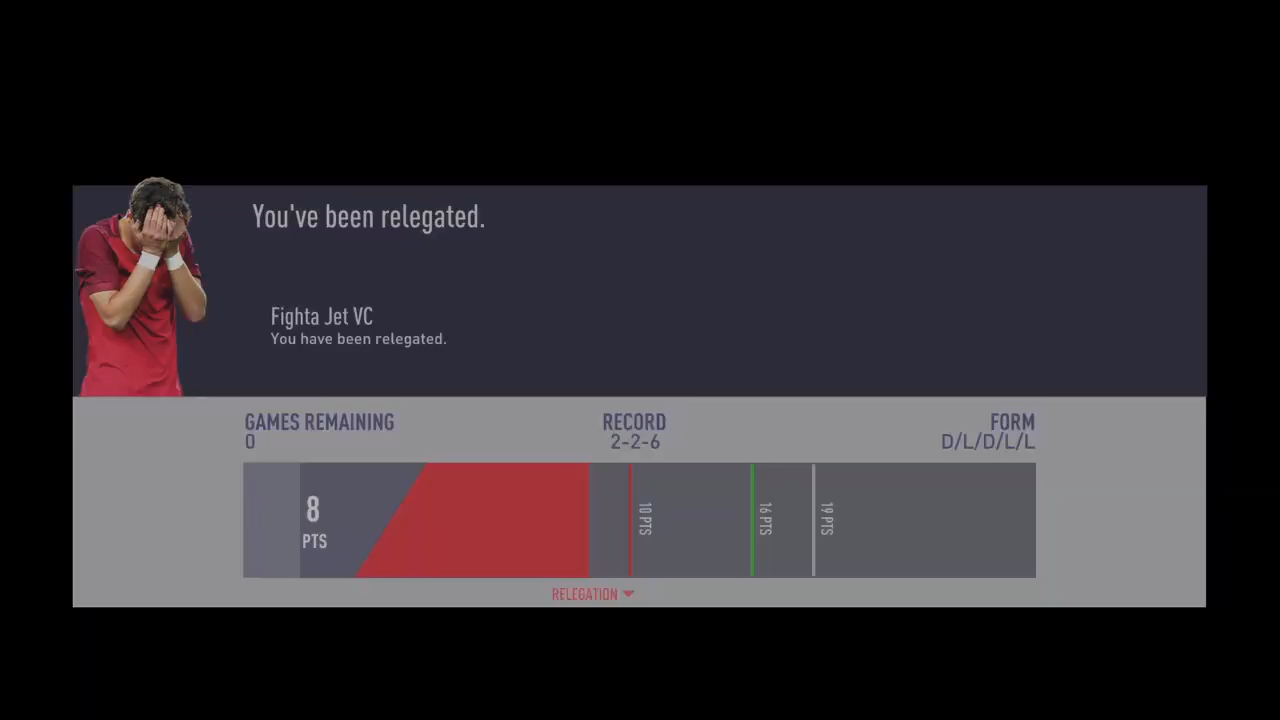 You've been relegated.
Fighta Jet VC
You have been relegated.
GAMES REMAINING
0
RECORD
2-2-6
FORM
D/L/D/L/L
8
PTS
10 PTS
16 PTS
19 PTS
RELEGATION